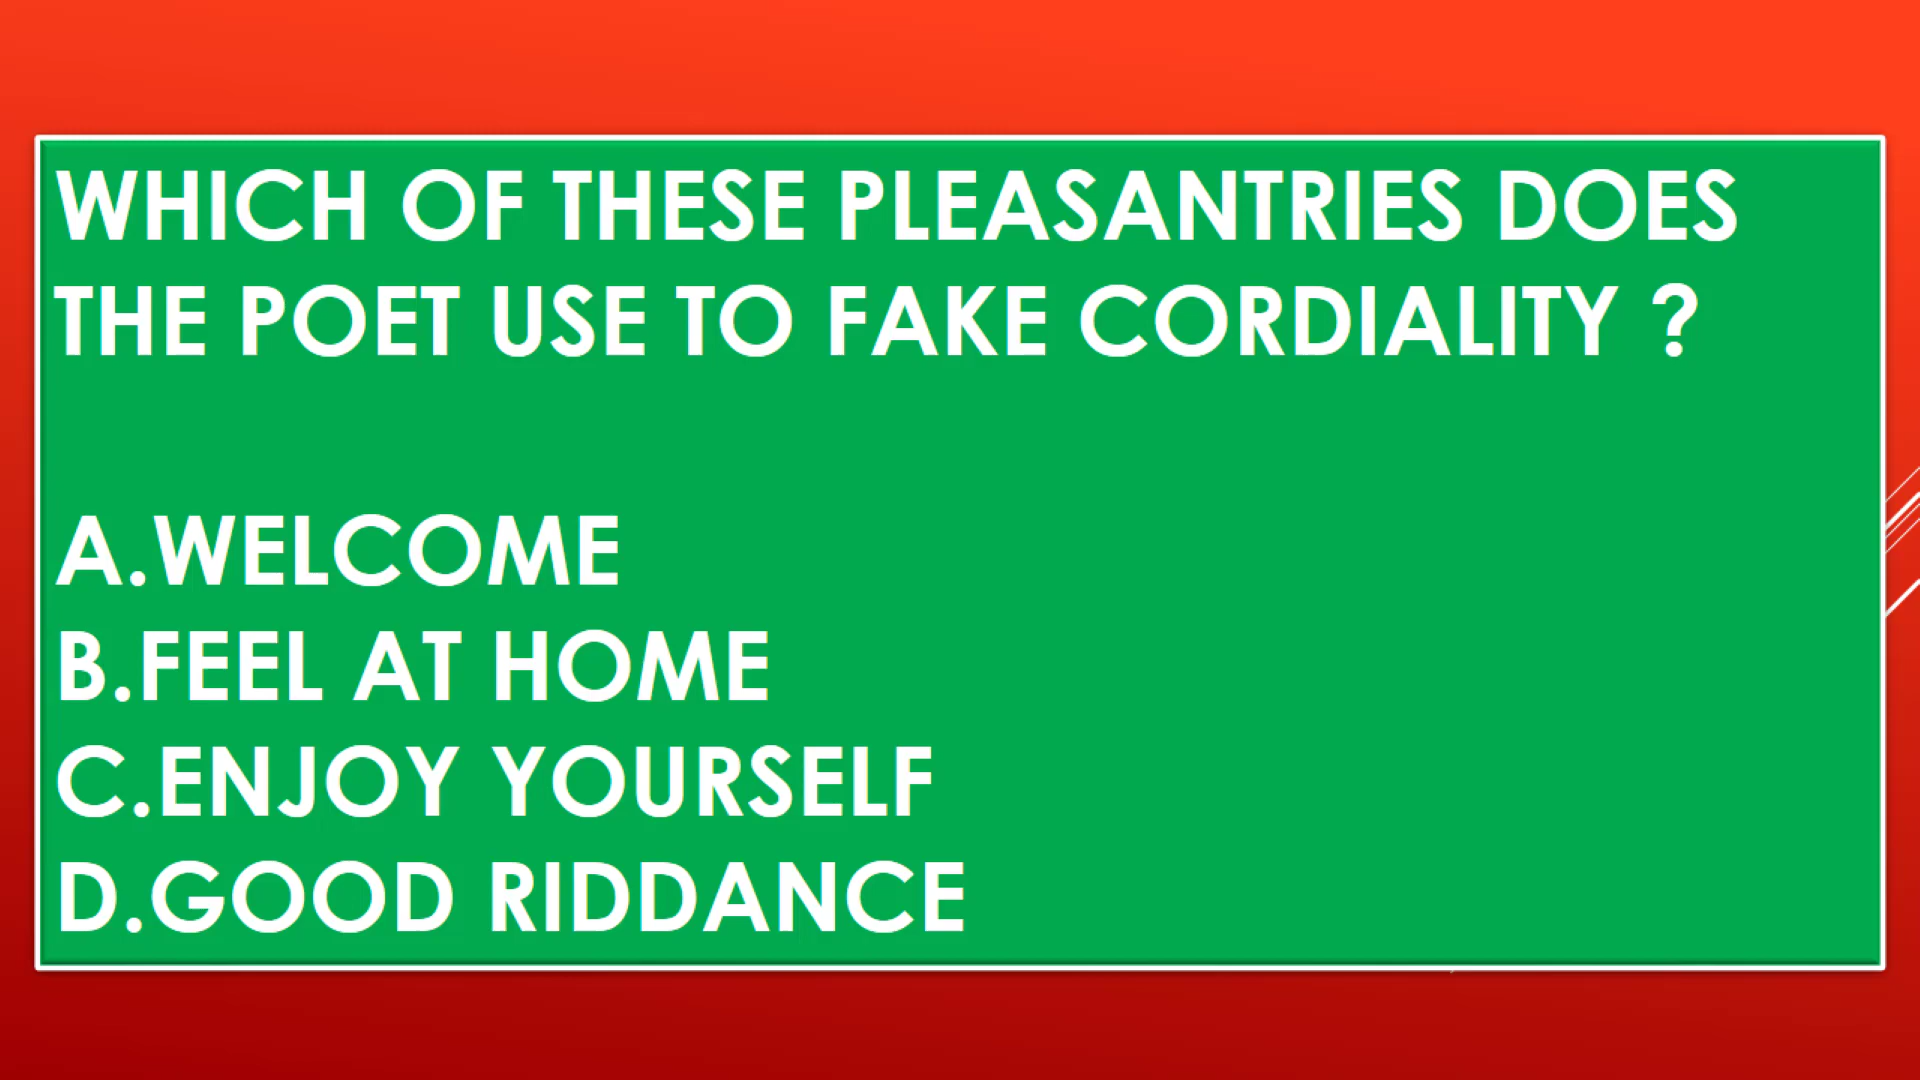 WHICH OF THESE PLEASANTRIES DOES
THE POET USE TO FAKE CORDIALITY ?
A.WELCOME
B.FEEL AT HOME
C.ENJOY YOURSELF
D.GOOD RIDDANCE